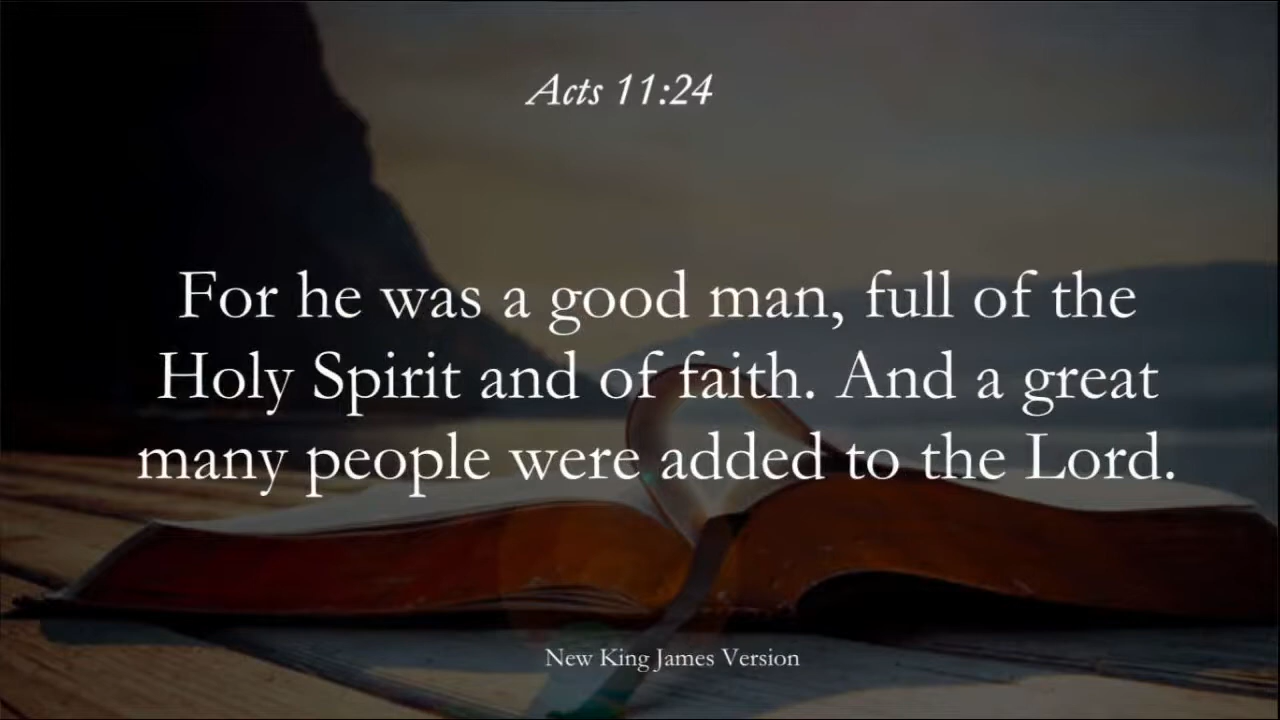 Acts 11:24
For he was a good man, full of the
Holy Spirit and of faith. And a great
many people were added to the Lord.
New King James Version